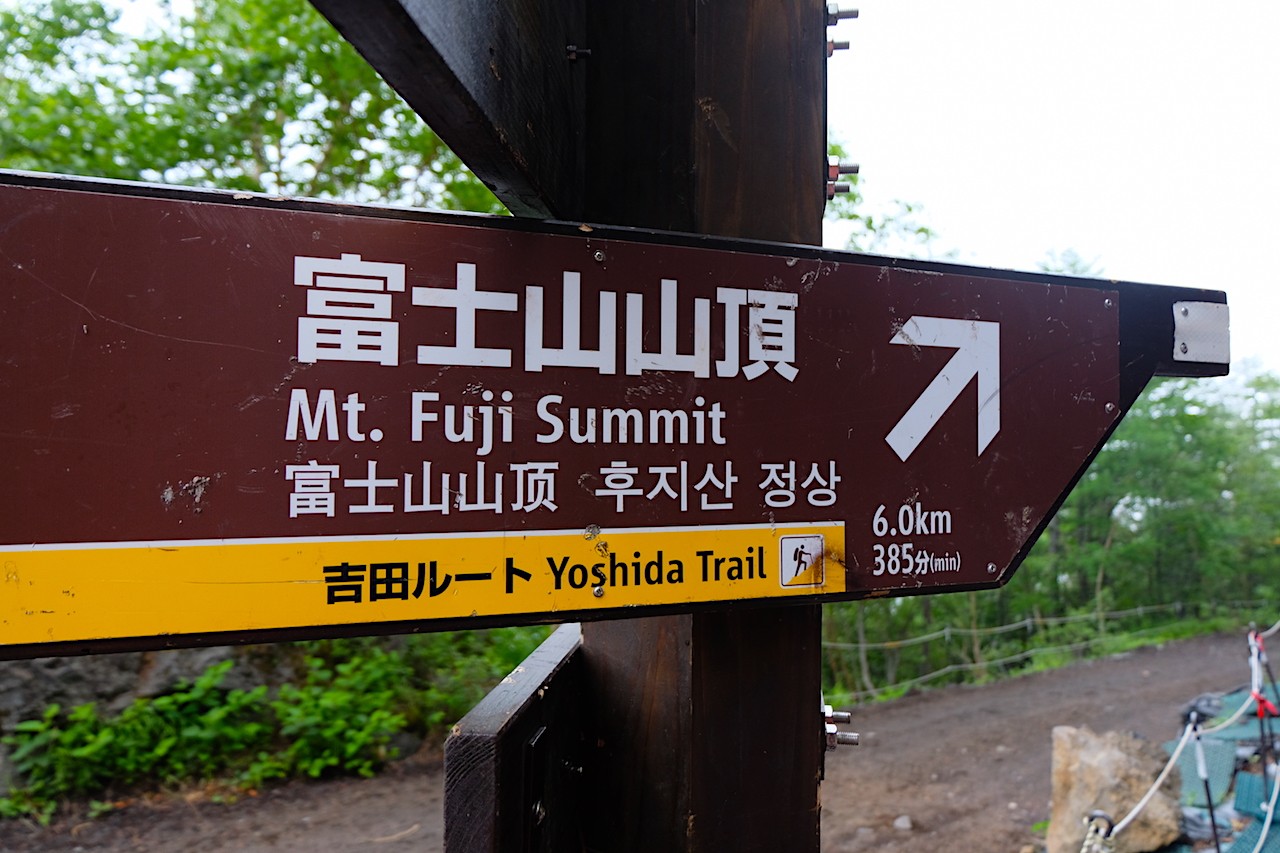 富士山山頂
Mt. Fuji Summit
富士山山顶 후지산 정상
6.0km
385分(min)
吉田ルート Yoshida Trail